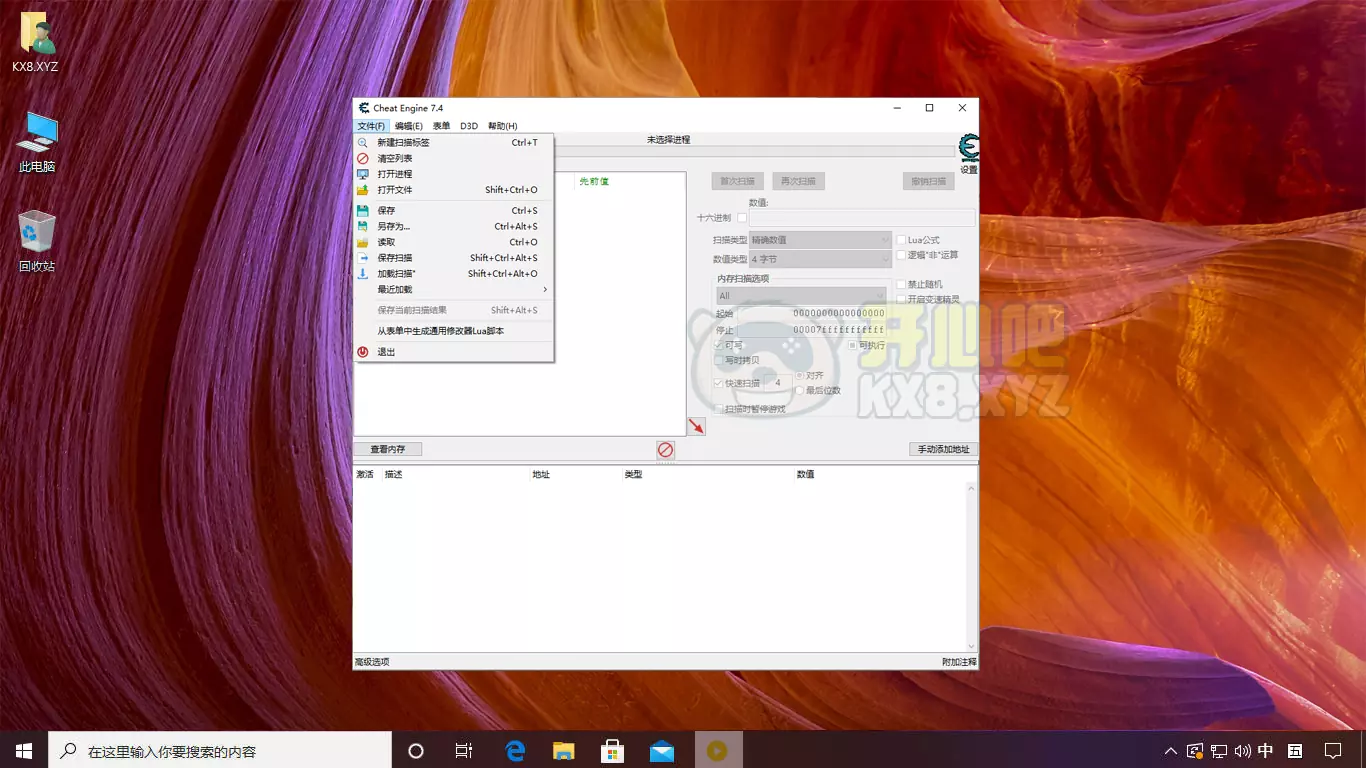 KX8.XYZ
此电脑
回收站
Cheat Engine 7.4
文件(F) 编辑(E) 表单 D3D 帮助(H)
未选择进程
新建扫描标签 Ctrl+T
清空列表
打开进程
打开文件 Shift+Ctrl+O
保存 Ctrl+S
另存为... Ctrl+Alt+S
读取 Ctrl+O
保存扫描 Shift+Ctrl+Alt+S
加载扫描" Shift+Ctrl+Alt+O
最近加载
保存当前扫描结果 Shift+Alt+S
从表单中生成通用修改器Lua脚本
退出
先前值
设置
首次扫描 再次扫描 撤销扫描
数值:
十六进制
扫描类型 精确数值 Lua公式
数值类型 4 字节 逻辑"非"运算
内存扫描选项
All
禁止随机
开启变速精灵
起始 0000000000000000
停止 00007fffffffffff
可写 可执行
写时拷贝
快速扫描 4 对齐
最后位数
扫描时暂停游戏
开心吧
KX8.XYZ
查看内存 手动添加地址
激活 描述 地址 类型 数值
高级选项 附加注释
在这里输入你要搜索的内容
中 五